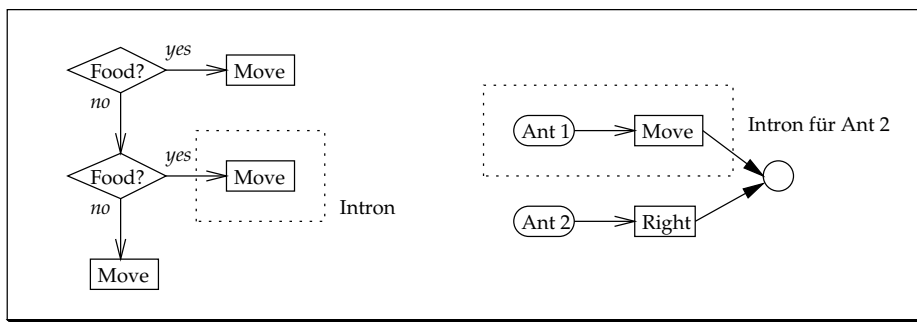 yes
Food?
Move
no
Food?
yes
Move
Intron
no
Move
Ant 1
Move
Intron für Ant 2
Ant 2
Right